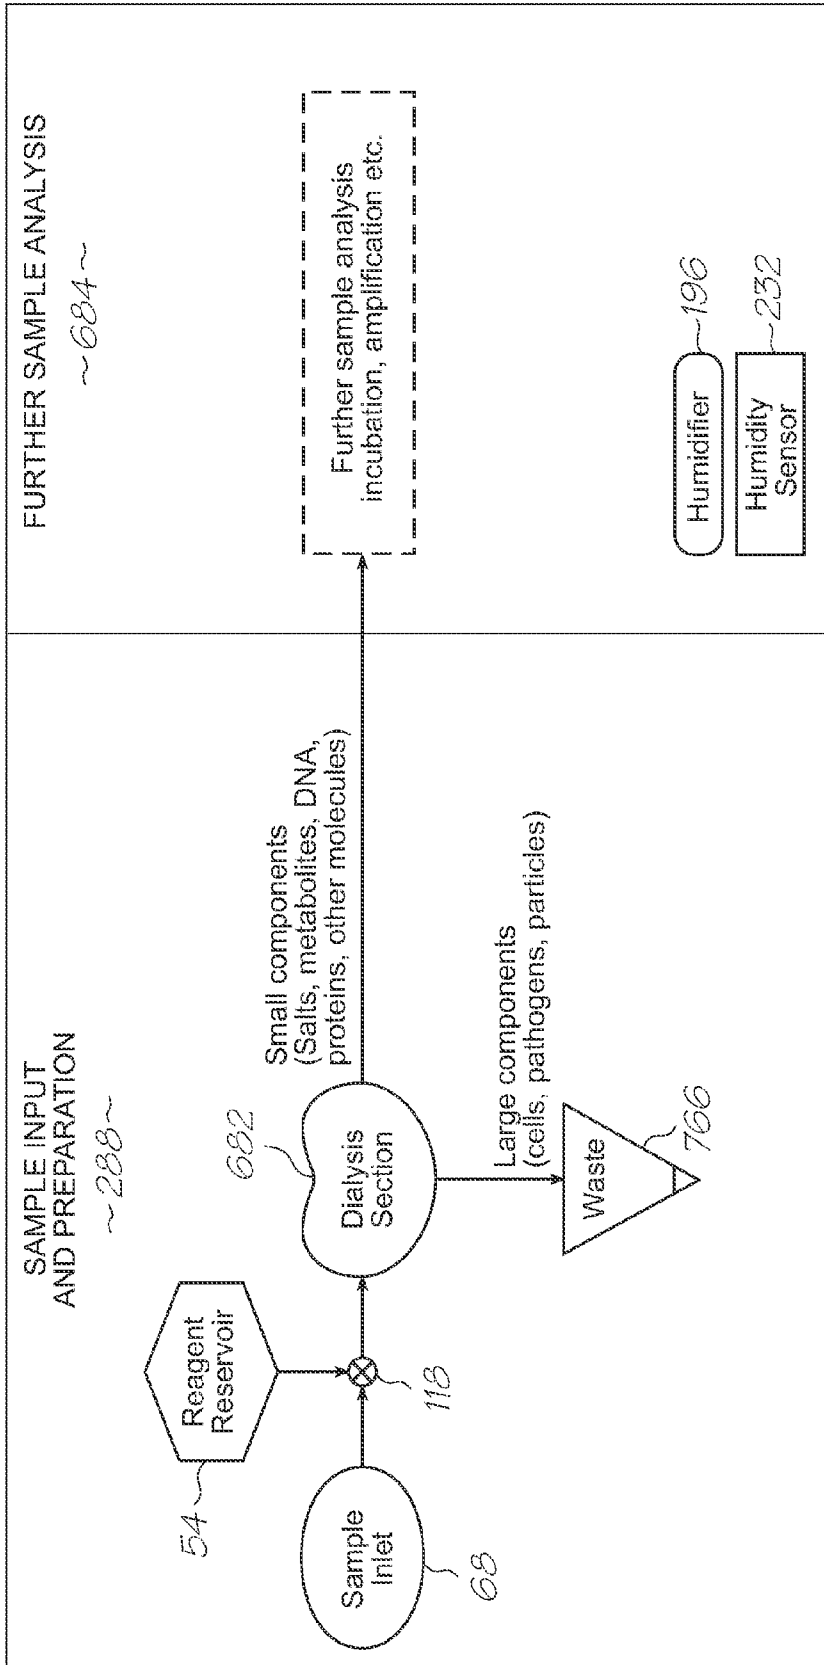 SAMPLE INPUT
AND PREPARATION
~288~
FURTHER SAMPLE ANALYSIS
~684~
54
Reagent
Reservoir
Sample
Inlet
68
118
682
Dialysis
Section
Small components
(Salts, metabolites, DNA,
proteins, other molecules)
Large components
(cells, pathogens, particles)
Waste
766
Further sample analysis
incubation, amplification etc.
Humidifier
196
Humidity
Sensor
232